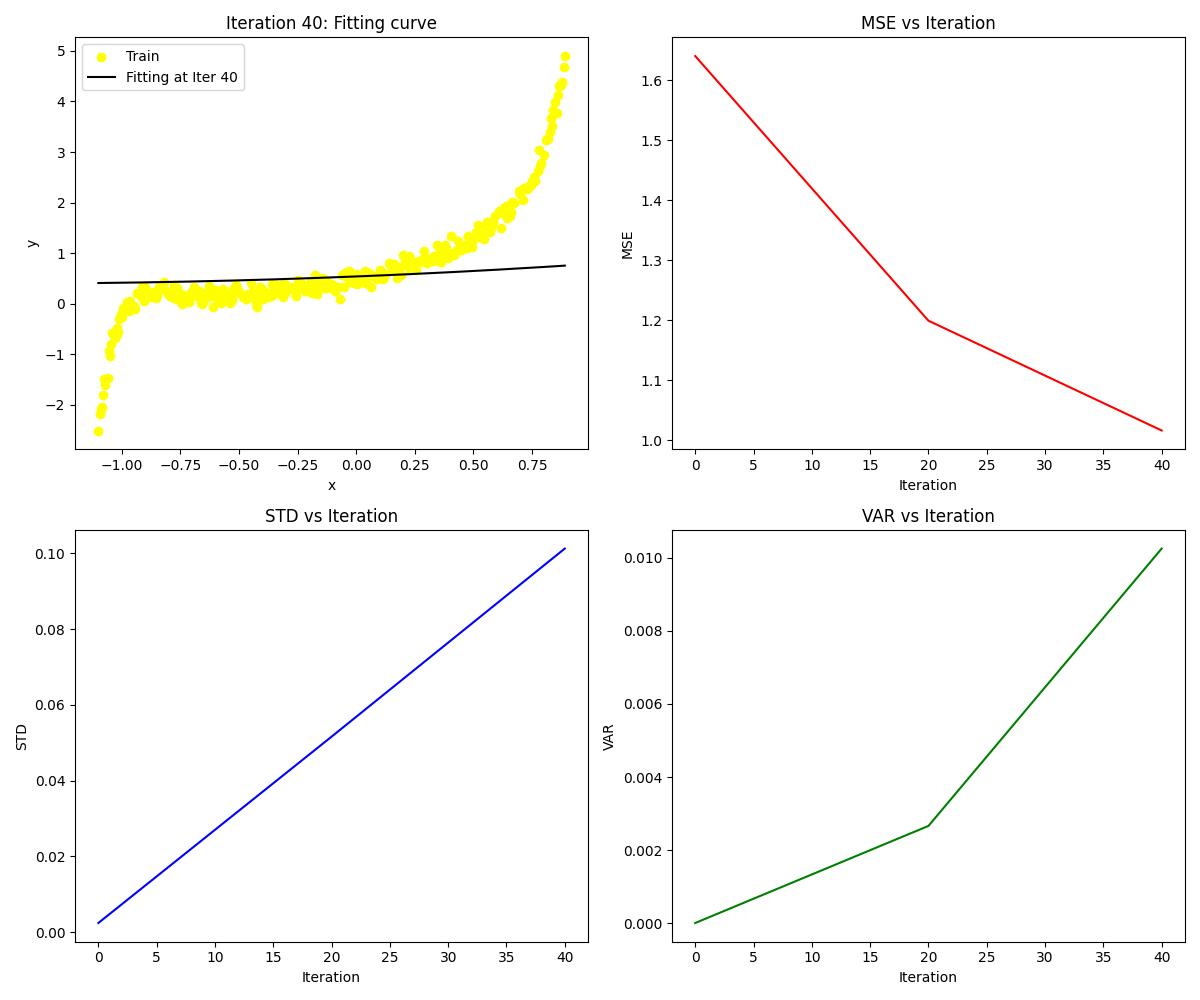 Iteration 40: Fitting curve
Train
Fitting at Iter 40
5
4
3
2
1
0
−1
−2
y
−1.00 −0.75 −0.50 −0.25 0.00 0.25 0.50 0.75
x
MSE vs Iteration
1.6
1.5
1.4
1.3
1.2
1.1
1.0
MSE
0 5 10 15 20 25 30 35 40
Iteration
STD vs Iteration
0.10
0.08
0.06
0.04
0.02
0.00
STD
0 5 10 15 20 25 30 35 40
Iteration
VAR vs Iteration
0.010
0.008
0.006
0.004
0.002
0.000
VAR
0 5 10 15 20 25 30 35 40
Iteration